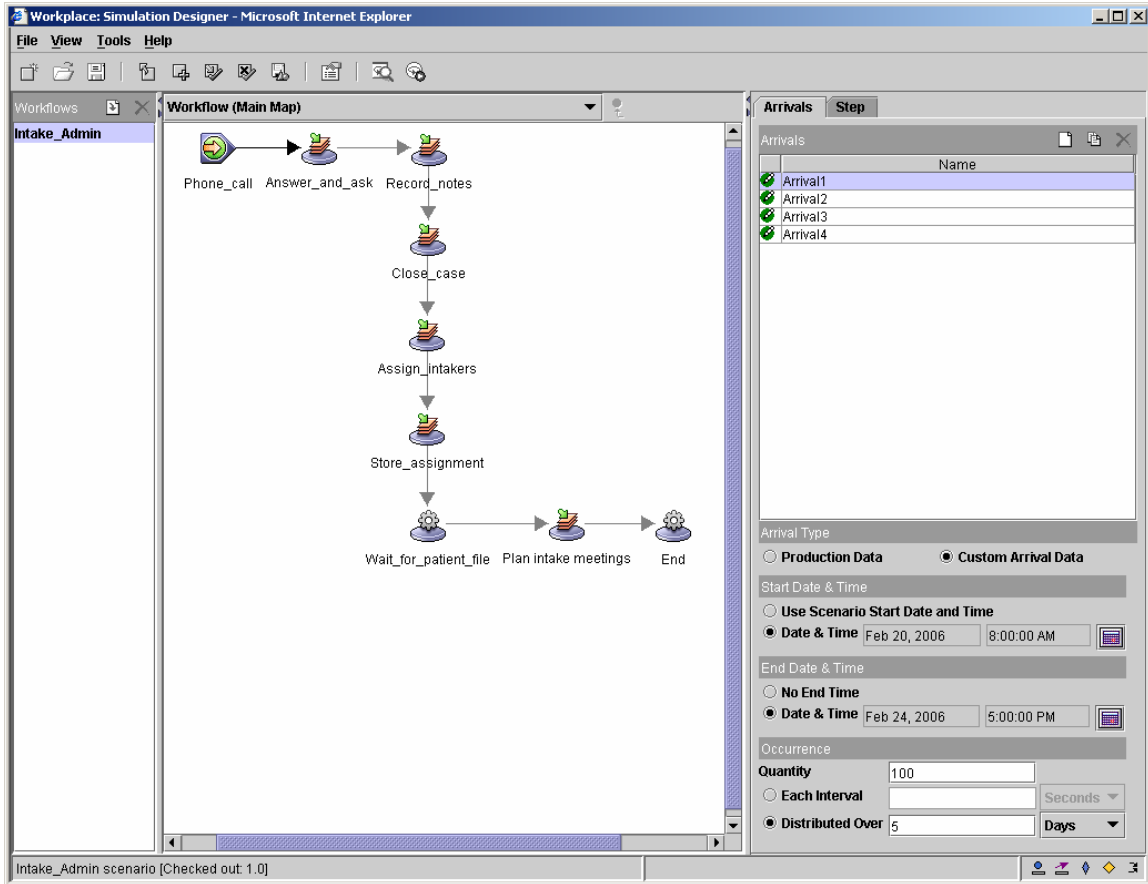 Workplace: Simulation Designer - Microsoft Internet Explorer
File View Tools Help
Workflows
Intake_Admin
Workflow (Main Map)
Phone_call
Answer_and_ask
Record_notes
Close_case
Assign_intakers
Store_assignment
Wait_for_patient_file
Plan intake meetings
End
Arrivals
Step
Arrivals
Name
Arrival1
Arrival2
Arrival3
Arrival4
Arrival Type
Production Data
Custom Arrival Data
Start Date & Time
Use Scenario Start Date and Time
Date & Time Feb 20, 2006 8:00:00 AM
End Date & Time
No End Time
Date & Time Feb 24, 2006 5:00:00 PM
Occurrence
Quantity 100
Each Interval Seconds
Distributed Over 5 Days
Intake_Admin scenario [Checked out: 1.0]